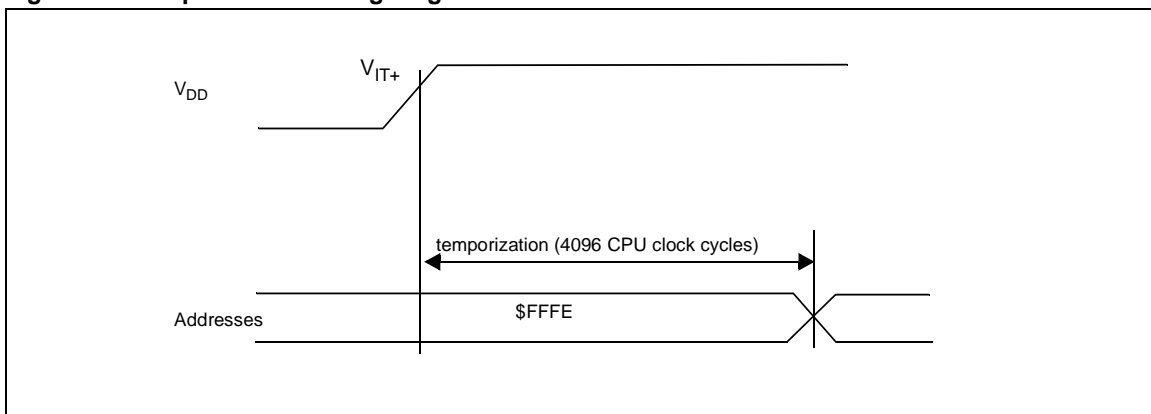 V_IT+
V_DD
temporization (4096 CPU clock cycles)
$FFFE
Addresses